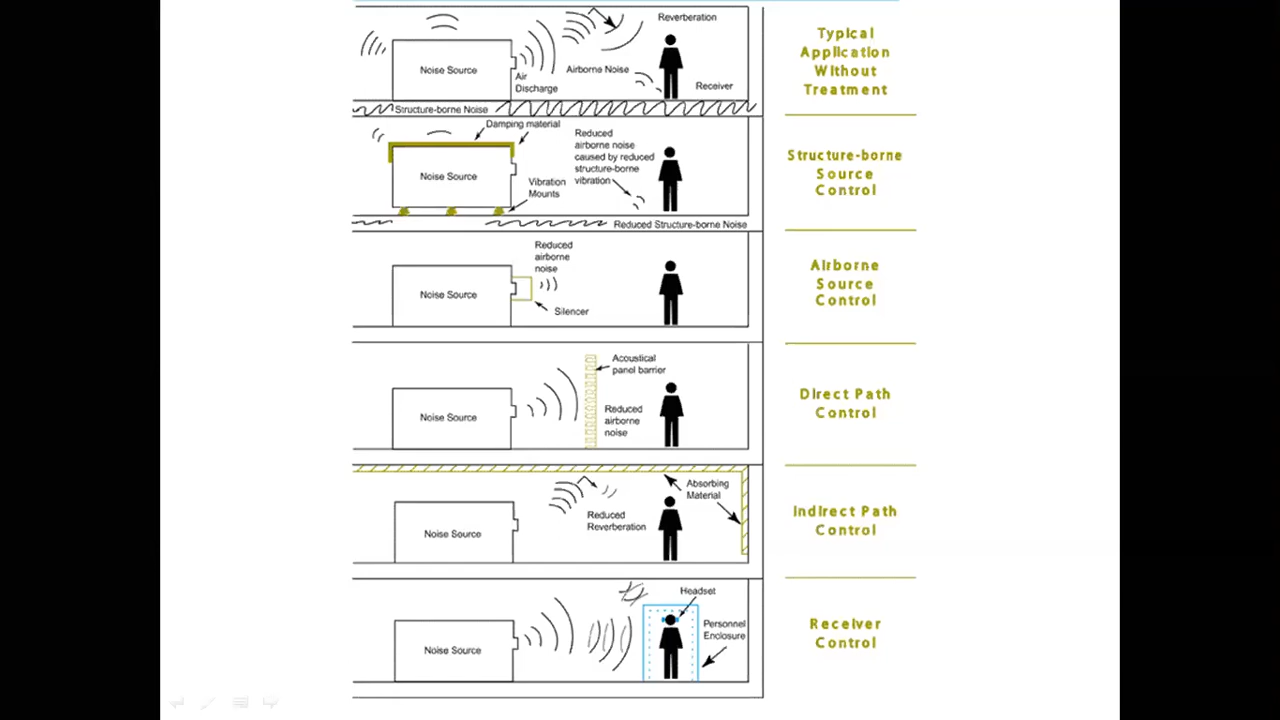 Reverberation
Noise Source
Air
Discharge
Airborne Noise
Receiver
Structure-borne Noise
Typical
Application
Without
Treatment
Damping material
Noise Source
Vibration
Mounts
Reduced
airborne noise
caused by reduced
structure-borne
vibration
Reduced Structure-borne Noise
Structure-borne
Source
Control
Reduced
airborne
noise
Noise Source
Silencer
Airborne
Source
Control
Acoustical
panel barrier
Noise Source
Reduced
airborne
noise
Direct Path
Control
Absorbing
Material
Reduced
Reverberation
Noise Source
Indirect Path
Control
Headset
Personnel
Enclosure
Noise Source
Receiver
Control